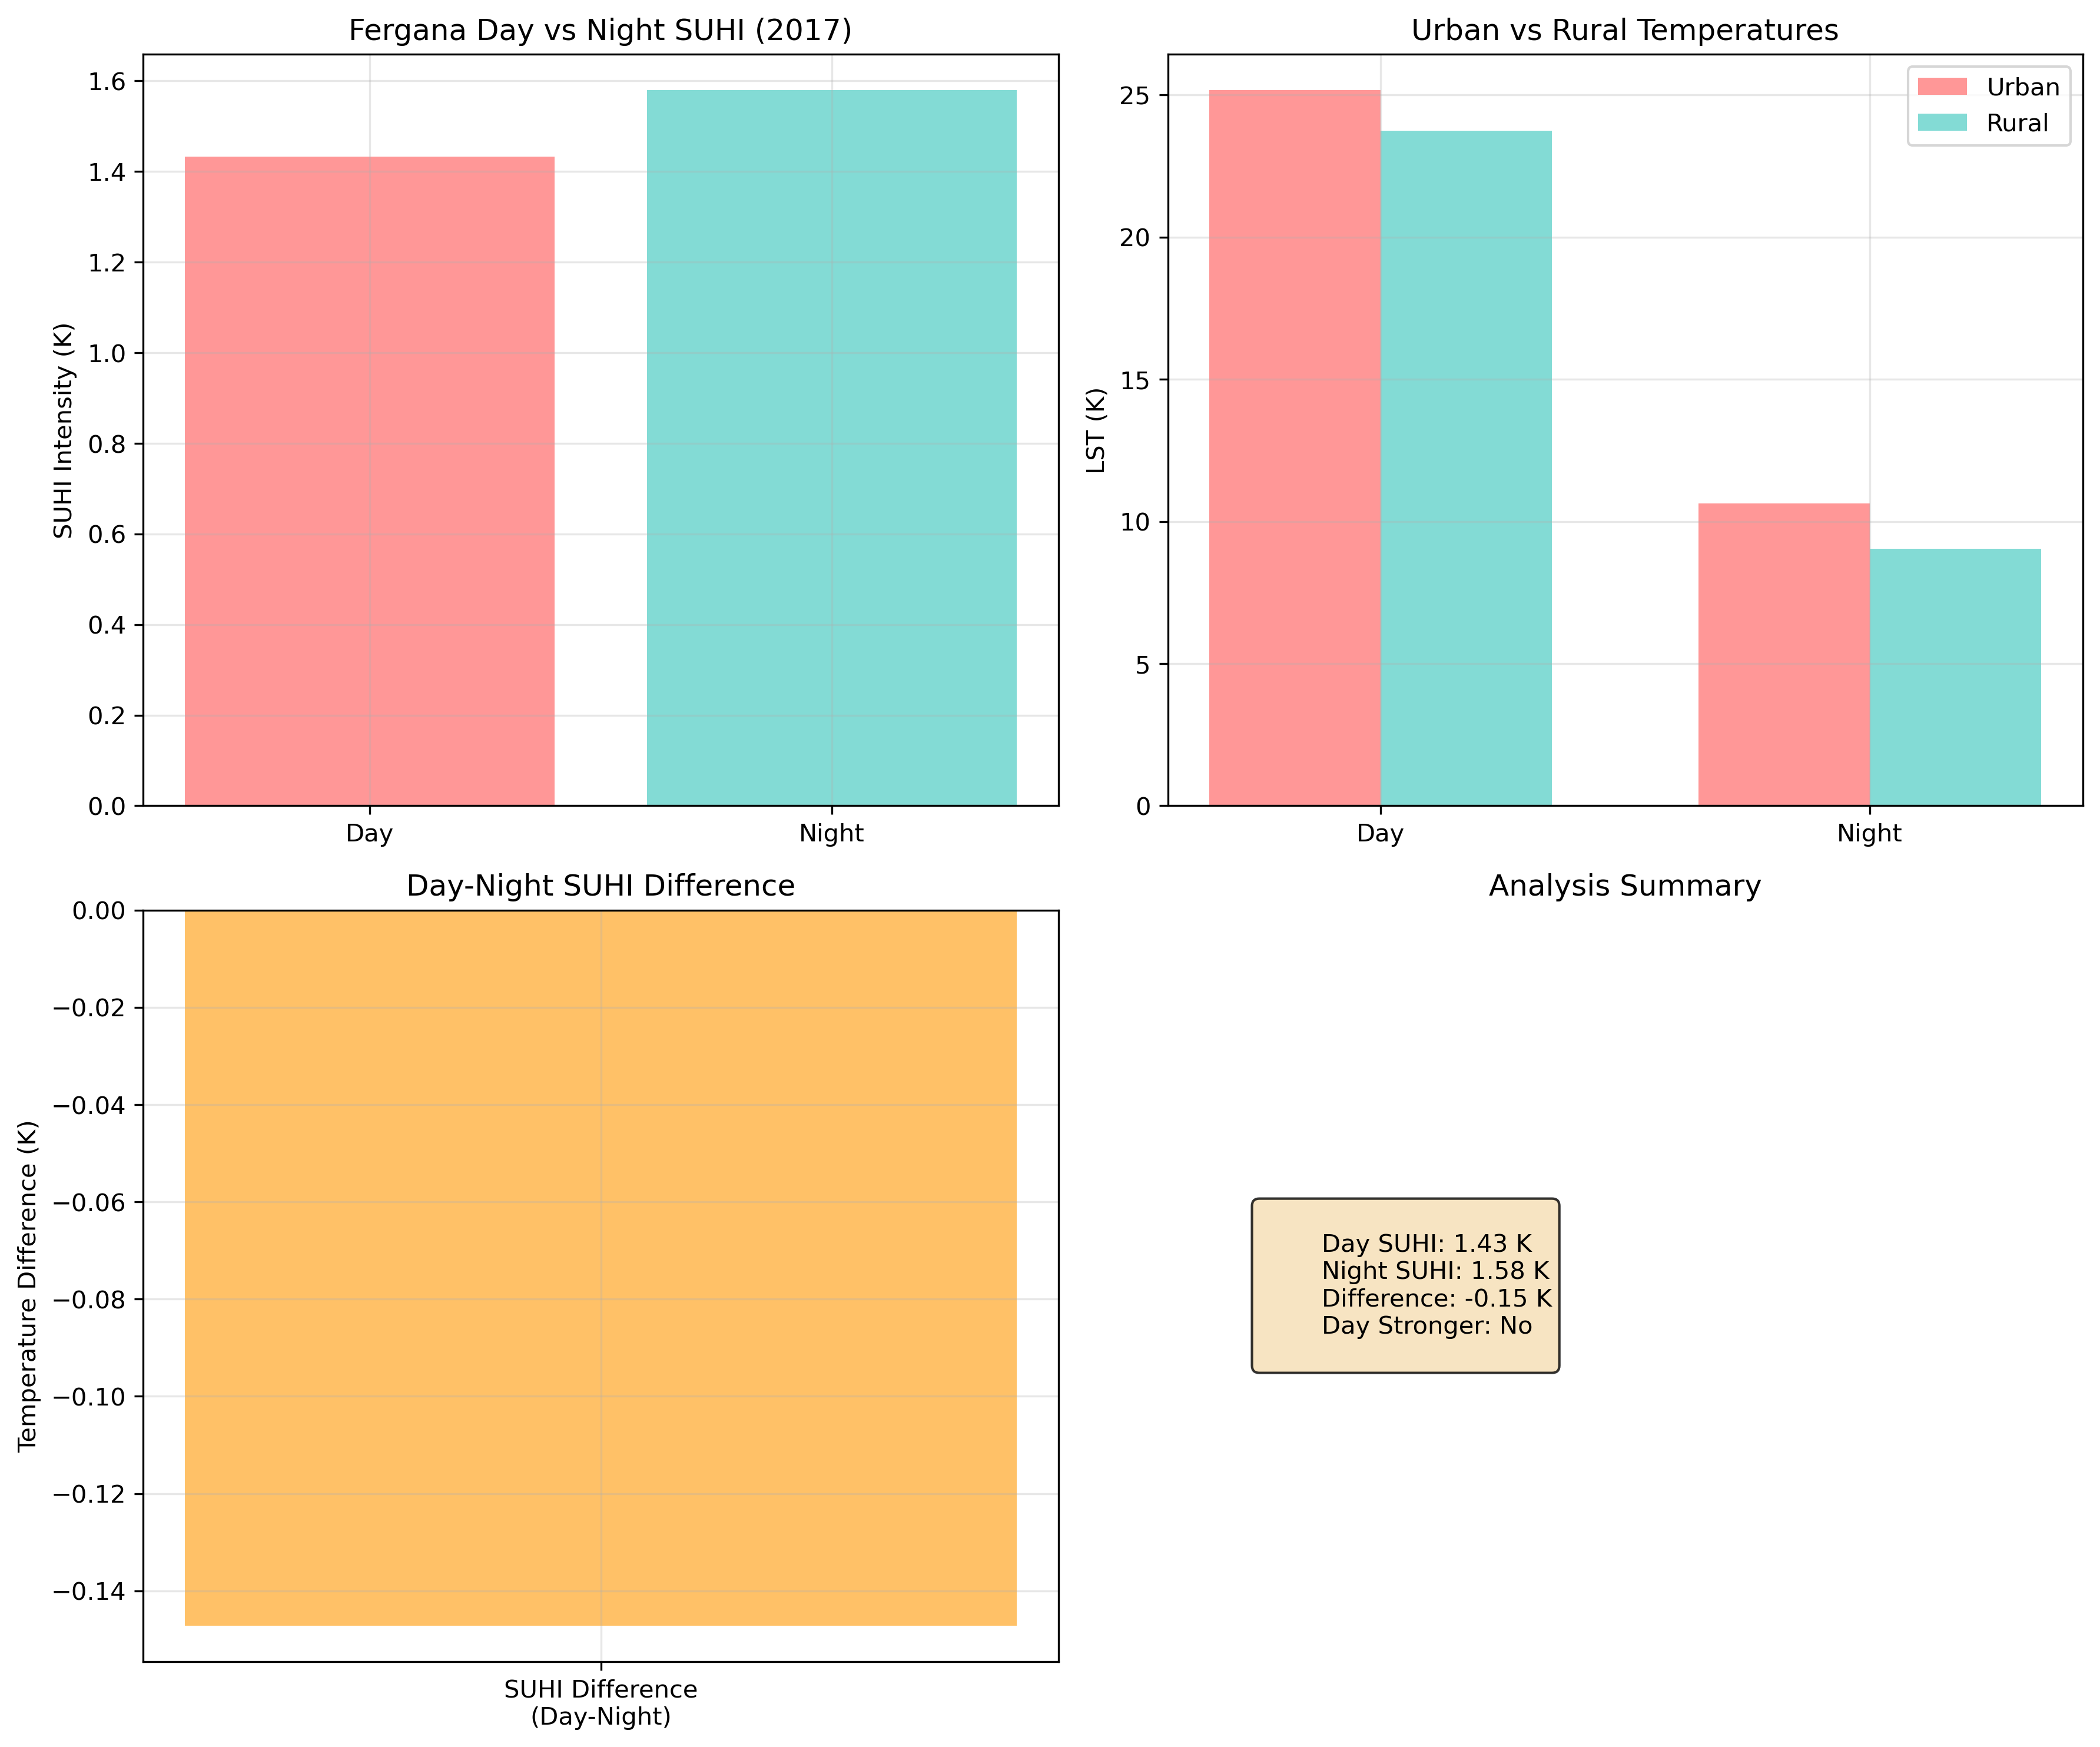 Fergana Day vs Night SUHI (2017)
SUHI Intensity (K)
1.6
1.4
1.2
1.0
0.8
0.6
0.4
0.2
0.0
Day
Night
Urban vs Rural Temperatures
LST (K)
25
20
15
10
5
0
Urban
Rural
Day
Night
Day-Night SUHI Difference
Temperature Difference (K)
0.00
−0.02
−0.04
−0.06
−0.08
−0.10
−0.12
−0.14
SUHI Difference
(Day-Night)
Analysis Summary
Day SUHI: 1.43 K
Night SUHI: 1.58 K
Difference: -0.15 K
Day Stronger: No